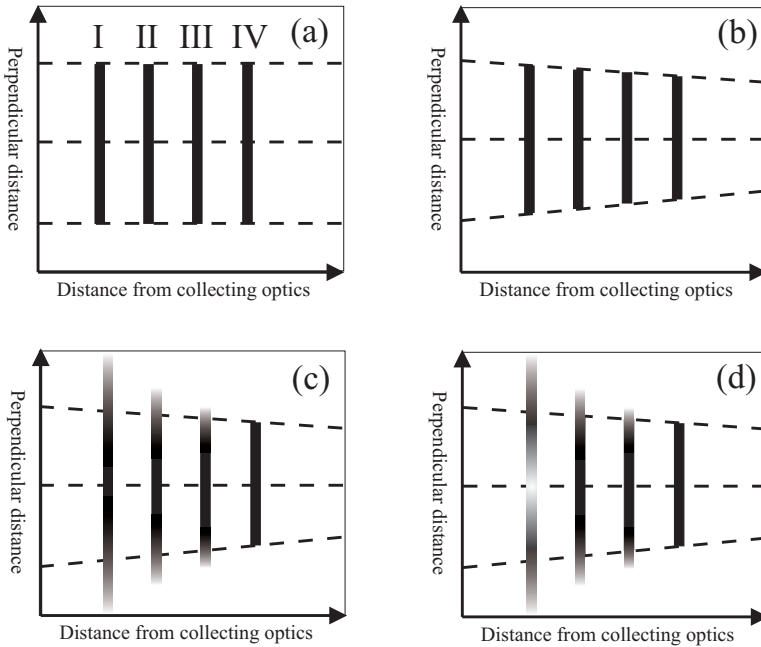 I II III IV (a)
Perpendicular distance
Distance from collecting optics
(b)
Perpendicular distance
Distance from collecting optics
(c)
Perpendicular distance
Distance from collecting optics
(d)
Perpendicular distance
Distance from collecting optics